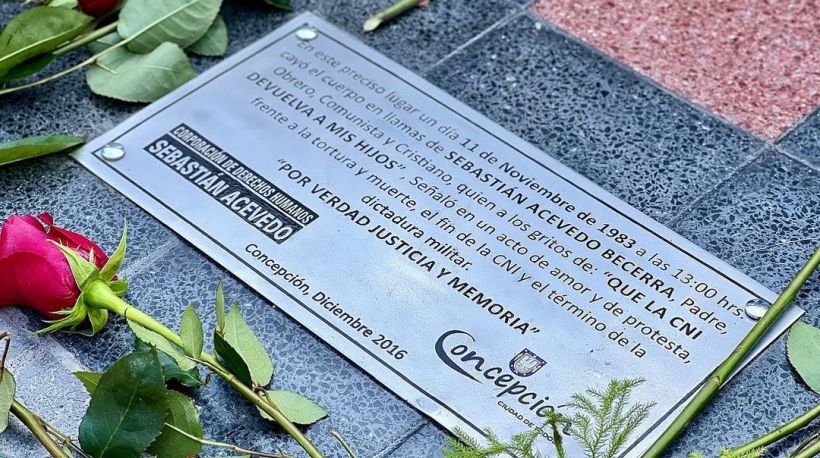 En este preciso lugar un día 11 de Noviembre de 1983 a las 13:00 hrs.
cayó el cuerpo en llamas de SEBASTIÁN ACEVEDO BECERRA, Padre,
Obrero, Comunista y Cristiano, quien a los gritos de: "QUE LA CNI
DEVUELVA A MIS HIJOS", Señaló en un acto de amor y de protesta,
frente a la tortura y muerte, el fin de la CNI y el término de la
dictadura militar.
"POR VERDAD JUSTICIA Y MEMORIA"
CORPORACIÓN DE DERECHOS HUMANOS
SEBASTIÁN ACEVEDO
Concepción, Diciembre 2016
Concepción
CIUDAD DE